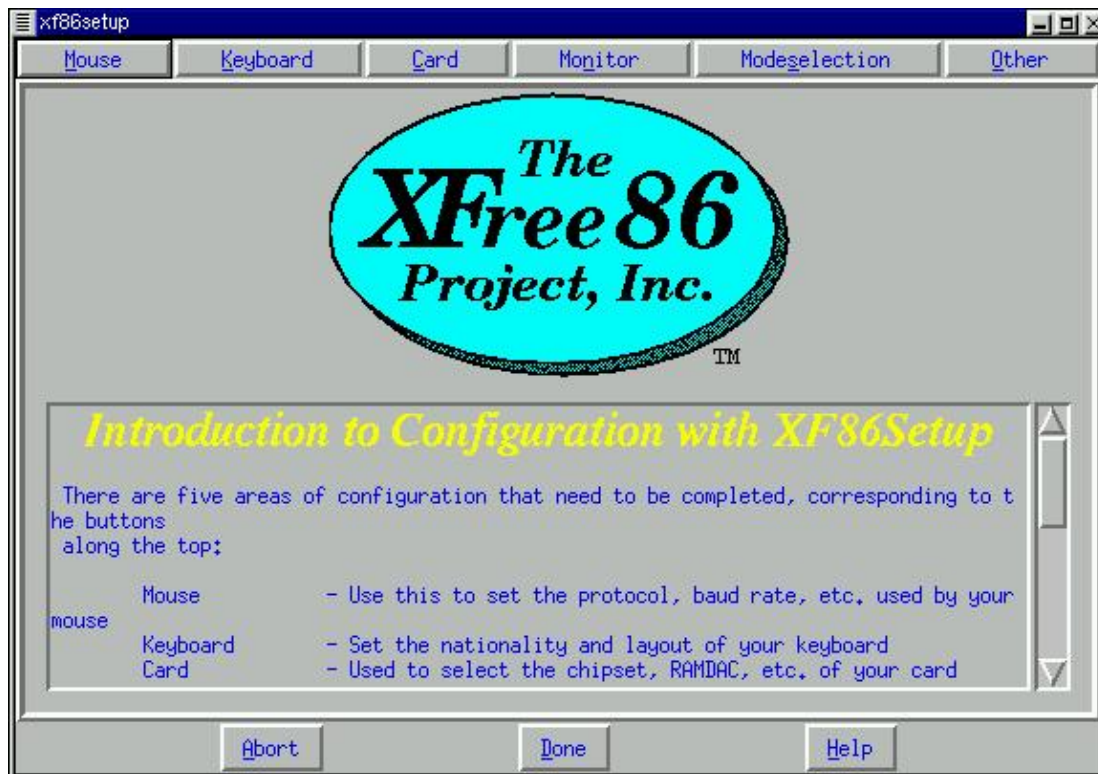 xf86setup
Mouse Keyboard Card Monitor Modeselection Other
The
XFree86
Project, Inc.
TM
Introduction to Configuration with XF86Setup
There are five areas of configuration that need to be completed, corresponding to t
he buttons
along the top:
Mouse - Use this to set the protocol, baud rate, etc. used by your
mouse
Keyboard - Set the nationality and layout of your keyboard
Card - Used to select the chipset, RAMDAC, etc. of your card
Abort Done Help